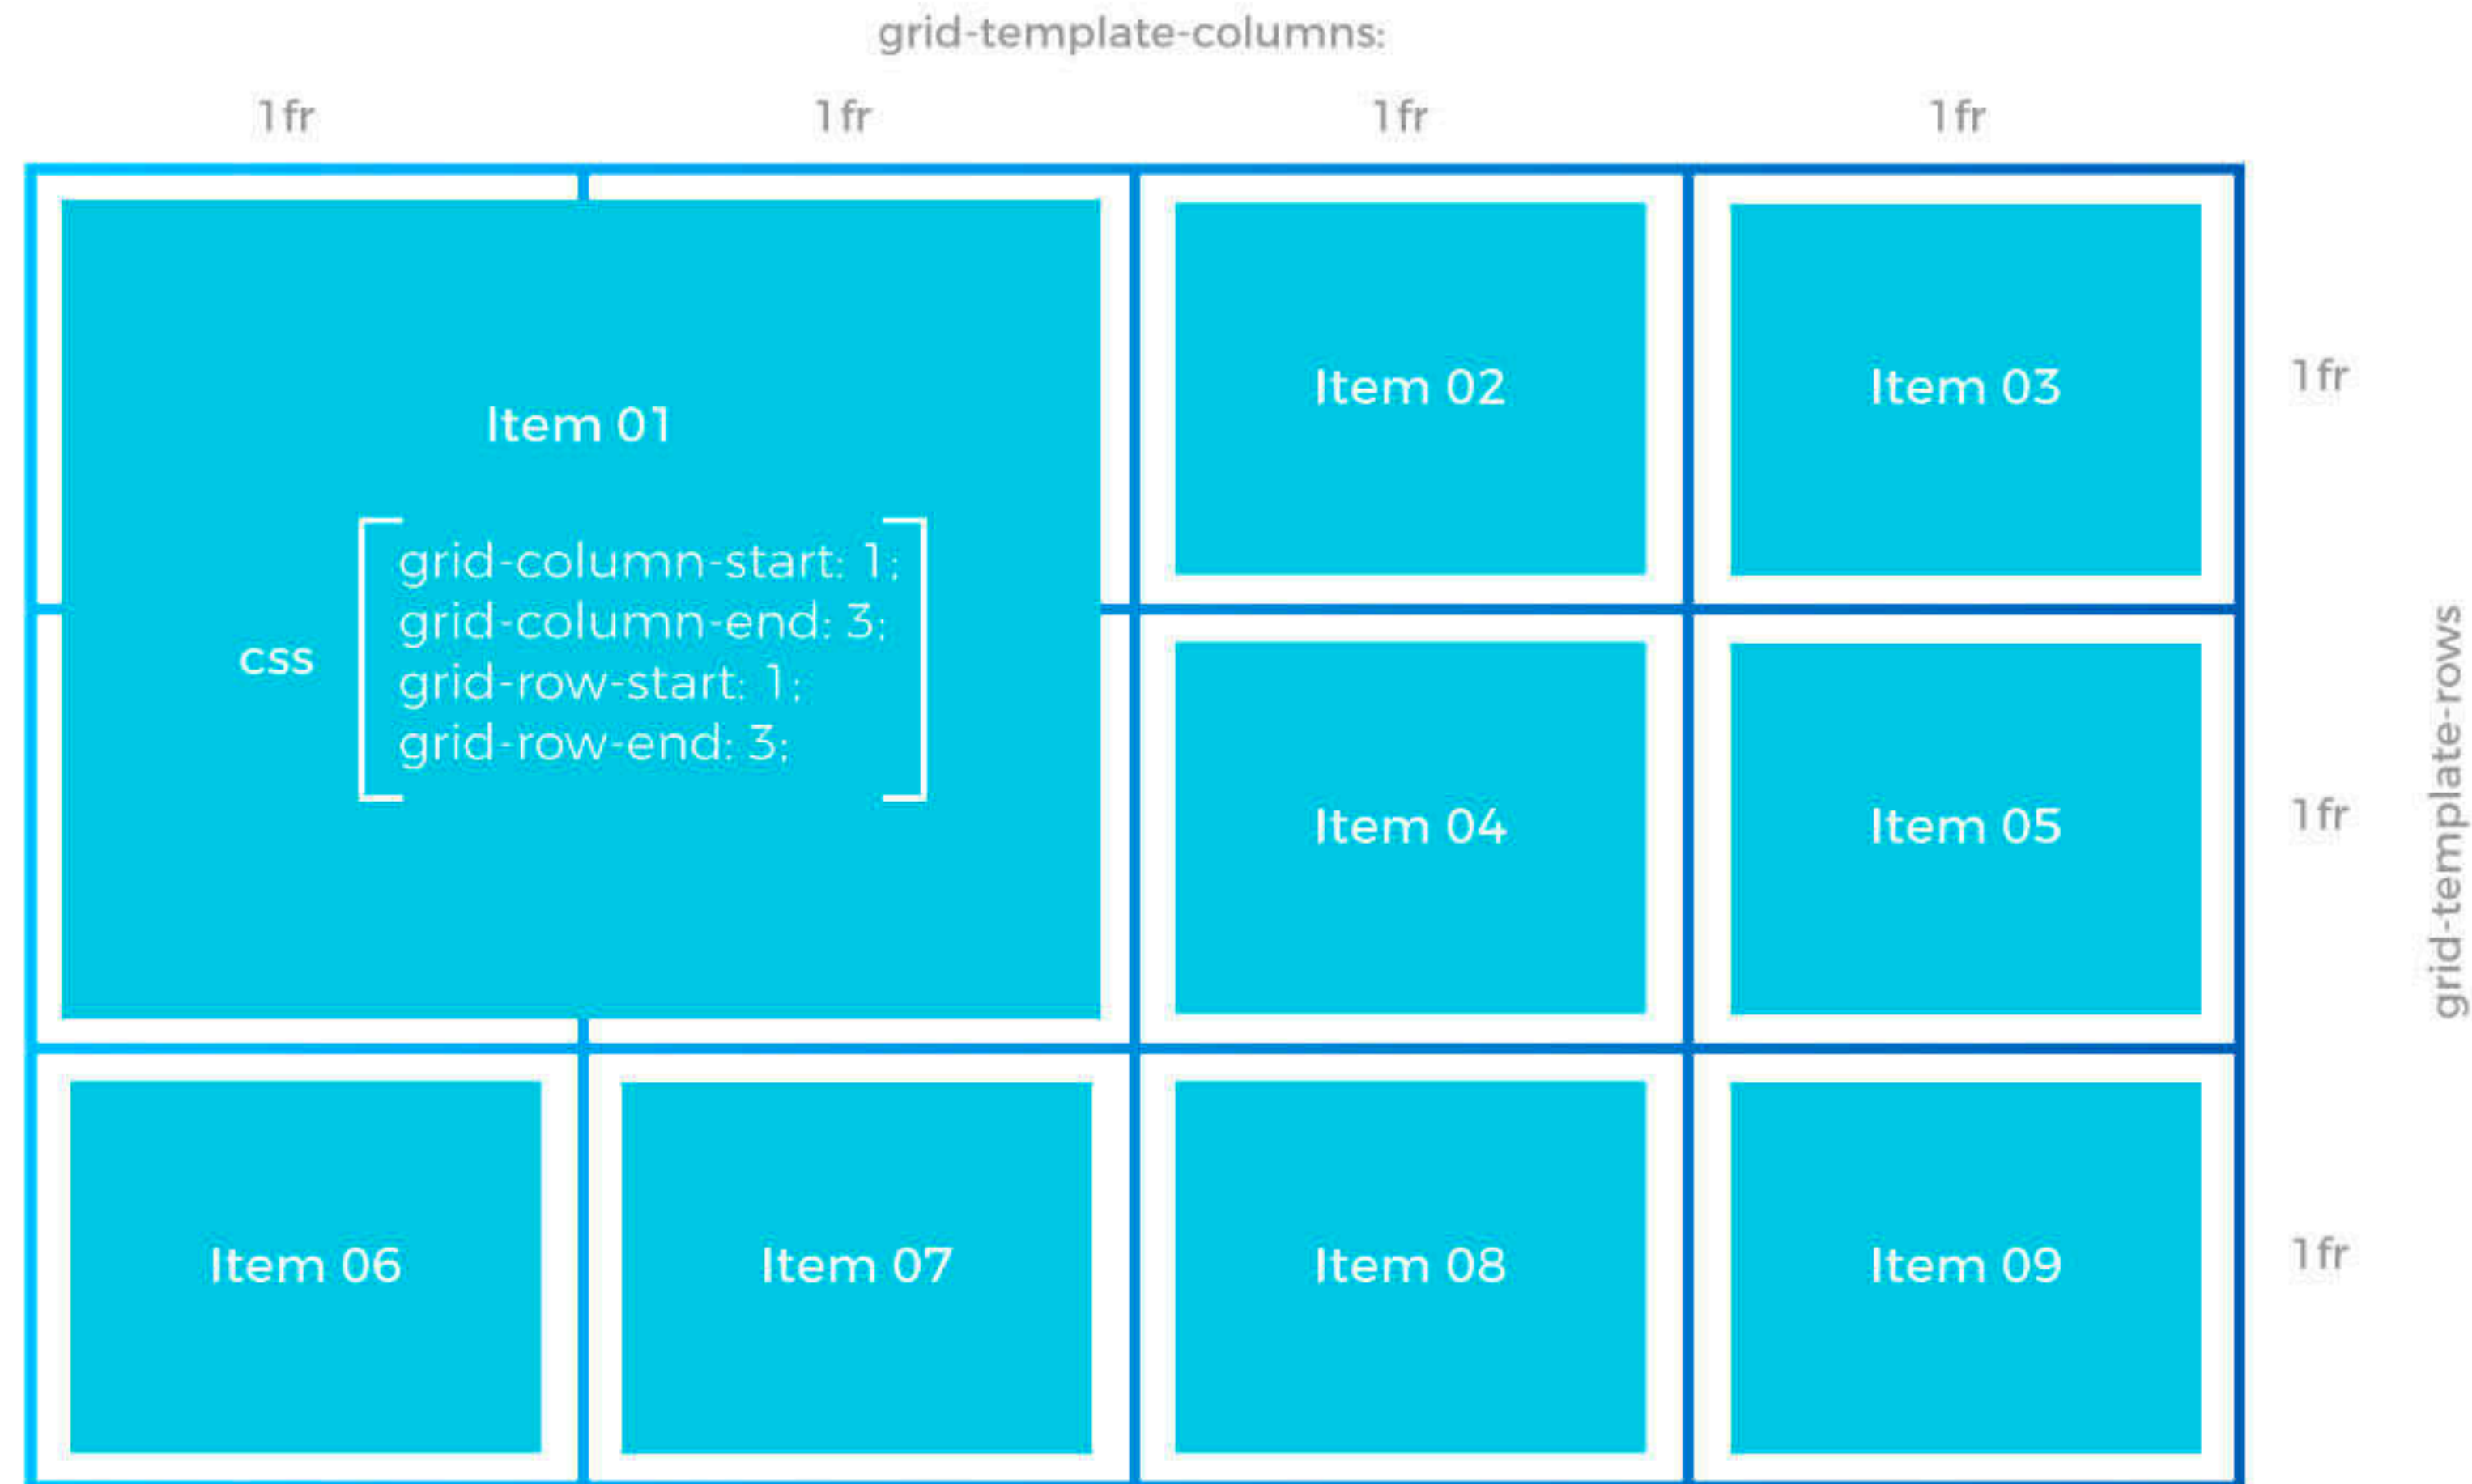 grid-template-columns:
1fr 1fr 1fr 1fr
Item 01
css
grid-column-start: 1;
grid-column-end: 3;
grid-row-start: 1;
grid-row-end: 3;
Item 02
Item 03
1fr
Item 04
Item 05
1fr
grid-template-rows
Item 06
Item 07
Item 08
Item 09
1fr